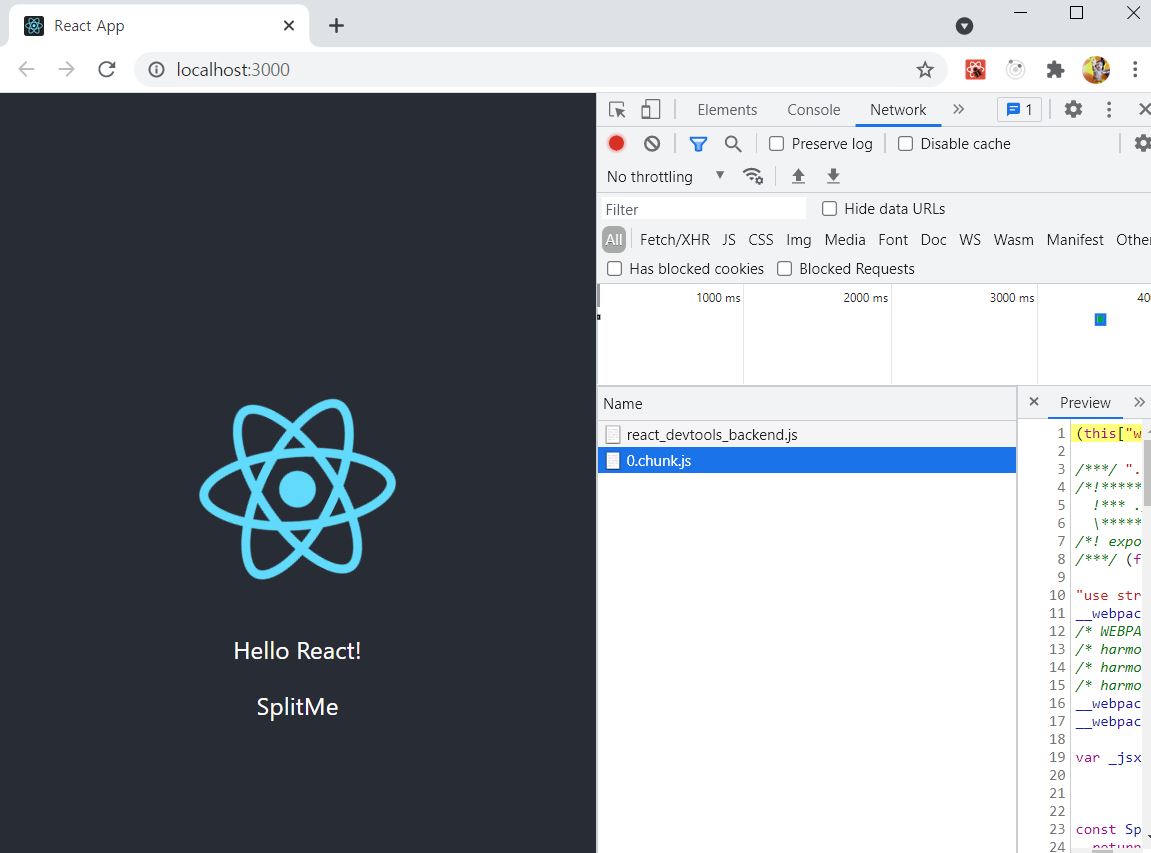 React App
localhost:3000
Elements Console Network » 1
Preserve log Disable cache
No throttling
Filter Hide data URLs
All Fetch/XHR JS CSS Img Media Font Doc WS Wasm Manifest Other
Has blocked cookies Blocked Requests
1000 ms 2000 ms 3000 ms 40
Name
Preview »
react_devtools_backend.js
0.chunk.js
1 (this["w
2
3 /***/ ".
4 /*!*****
5 !*** .
6 \*****
7 /*! expo
8 /***/ (f
9
10 "use str
11 __webpac
12 /* WEBPA
13 /* harmo
14 /* harmo
15 /* harmo
16 __webpac
17 __webpac
18
19 var _jsx
20
21
22
23 const Sp
24 return
Hello React!
SplitMe